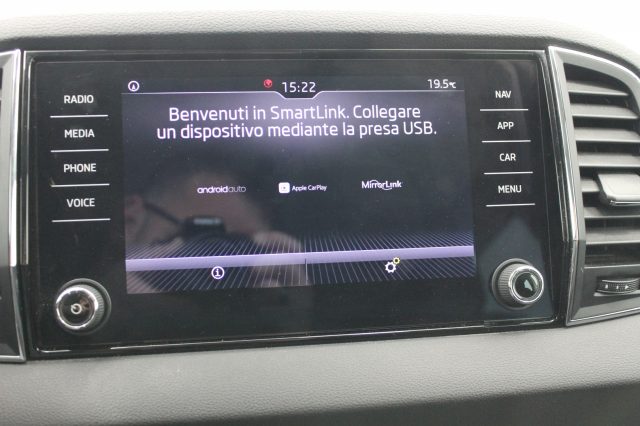 15:22
19.5°C
RADIO
MEDIA
PHONE
VOICE
Benvenuti in SmartLink. Collegare
un dispositivo mediante la presa USB.
androidauto
Apple CarPlay
MirrorLink
NAV
APP
CAR
MENU